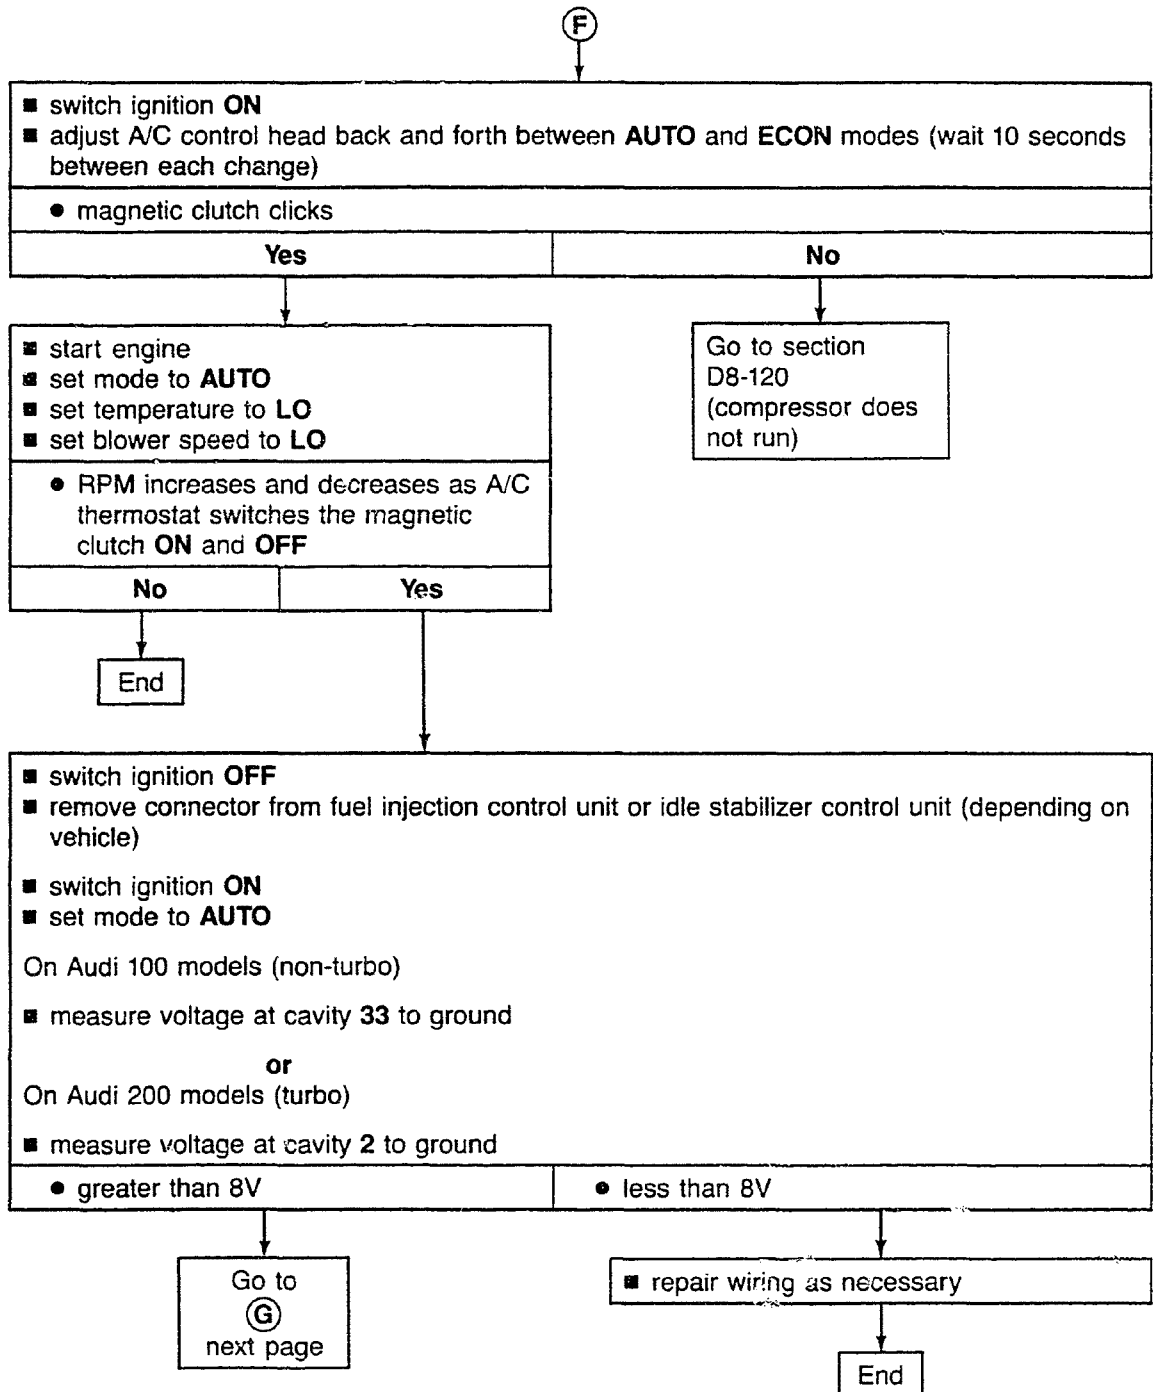 F
■ switch ignition ON
■ adjust A/C control head back and forth between AUTO and ECON modes (wait 10 seconds
between each change)
● magnetic clutch clicks
Yes
No
■ start engine
■ set mode to AUTO
■ set temperature to LO
■ set blower speed to LO
● RPM increases and decreases as A/C
thermostat switches the magnetic
clutch ON and OFF
No
Yes
Go to section
D8-120
(compressor does
not run)
End
■ switch ignition OFF
■ remove connector from fuel injection control unit or idle stabilizer control unit (depending on
vehicle)
■ switch ignition ON
■ set mode to AUTO
On Audi 100 models (non-turbo)
■ measure voltage at cavity 33 to ground
or
On Audi 200 models (turbo)
■ measure voltage at cavity 2 to ground
● greater than 8V
● less than 8V
Go to
G
next page
■ repair wiring as necessary
End